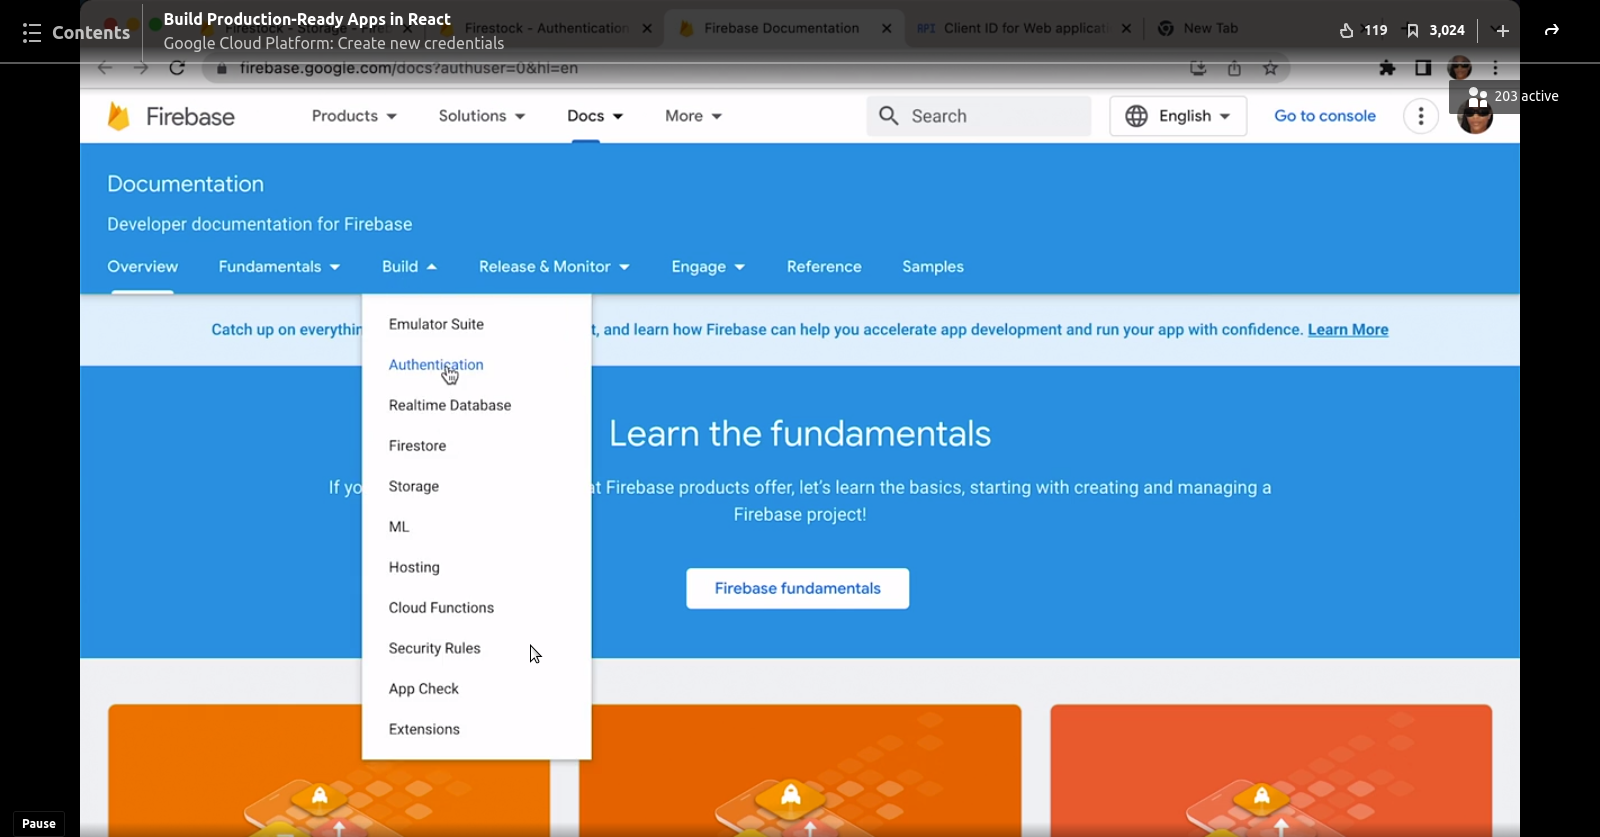 Contents
Build Production-Ready Apps in React
Google Cloud Platform: Create new credentials
119
3,024
Firestock - Storage - Fire
Firestock - Authentication
Firebase Documentation
API Client ID for Web applicati
New Tab
firebase.google.com/docs?authuser=0&hl=en
203 active
Firebase
Products
Solutions
Docs
More
Search
English
Go to console
Documentation
Developer documentation for Firebase
Overview
Fundamentals
Build
Release & Monitor
Engage
Reference
Samples
Catch up on everythin
t, and learn how Firebase can help you accelerate app development and run your app with confidence. Learn More
Emulator Suite
Authentication
Realtime Database
Firestore
Storage
ML
Hosting
Cloud Functions
Security Rules
App Check
Extensions
Learn the fundamentals
If yo
at Firebase products offer, let's learn the basics, starting with creating and managing a
Firebase project!
Firebase fundamentals
Pause